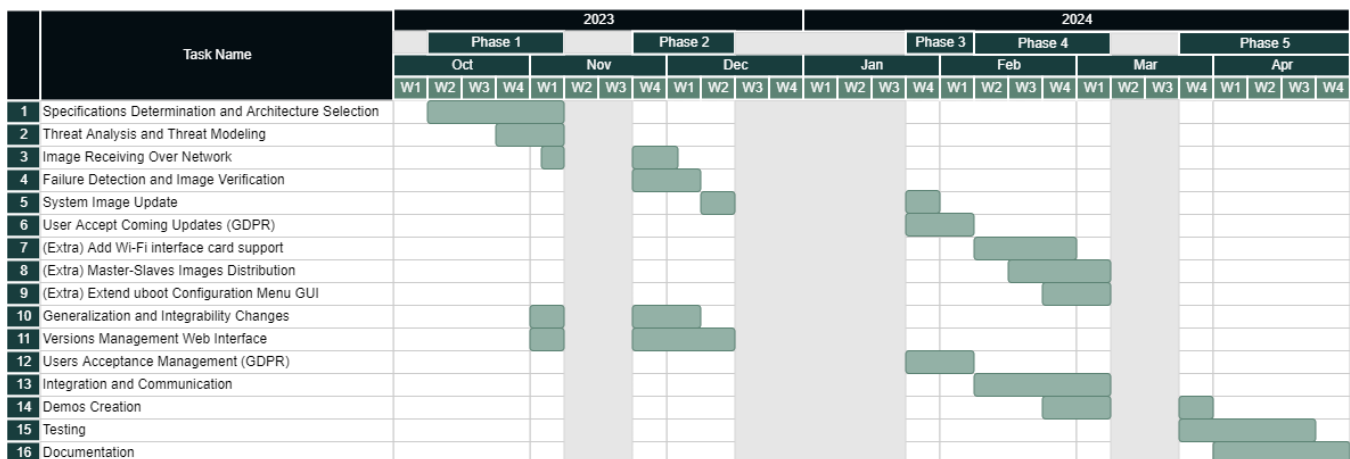 2023 2024
Phase 1 Phase 2 Phase 3 Phase 4 Phase 5
Task Name
Oct Nov Dec Jan Feb Mar Apr
W1 W2 W3 W4 W1 W2 W3 W4 W1 W2 W3 W4 W1 W2 W3 W4 W1 W2 W3 W4 W1 W2 W3 W4 W1 W2 W3 W4
1 Specifications Determination and Architecture Selection
2 Threat Analysis and Threat Modeling
3 Image Receiving Over Network
4 Failure Detection and Image Verification
5 System Image Update
6 User Accept Coming Updates (GDPR)
7 (Extra) Add Wi-Fi interface card support
8 (Extra) Master-Slaves Images Distribution
9 (Extra) Extend uboot Configuration Menu GUI
10 Generalization and Integrability Changes
11 Versions Management Web Interface
12 Users Acceptance Management (GDPR)
13 Integration and Communication
14 Demos Creation
15 Testing
16 Documentation